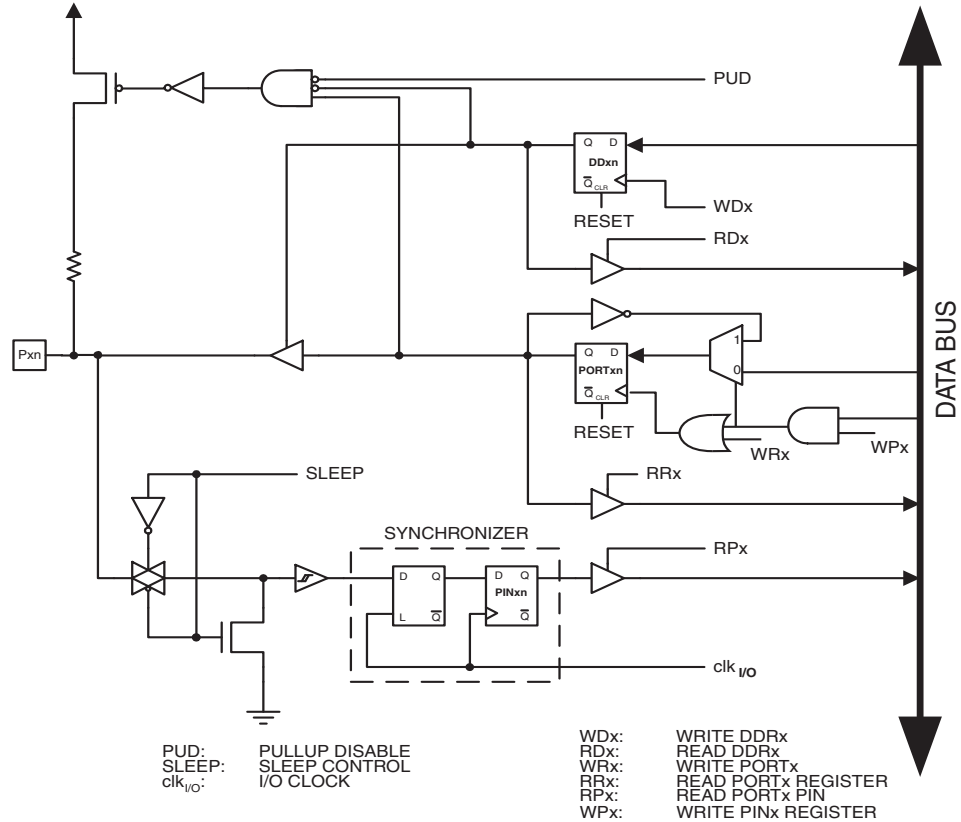 PUD
Q D
DDxn
Q CLR
WDx
RESET
RDx
DATA BUS
Pxn
1
Q D
PORTxn
0
Q CLR
RESET
WRx
WPx
SLEEP
RRx
SYNCHRONIZER
RPx
D Q
L Q
D Q
PINxn
Q
clk I/O
PUD: PULLUP DISABLE
SLEEP: SLEEP CONTROL
clkI/O: I/O CLOCK
WDx: WRITE DDRx
RDx: READ DDRx
WRx: WRITE PORTx
RRx: READ PORTx REGISTER
RPx: READ PORTx PIN
WPx: WRITE PINx REGISTER